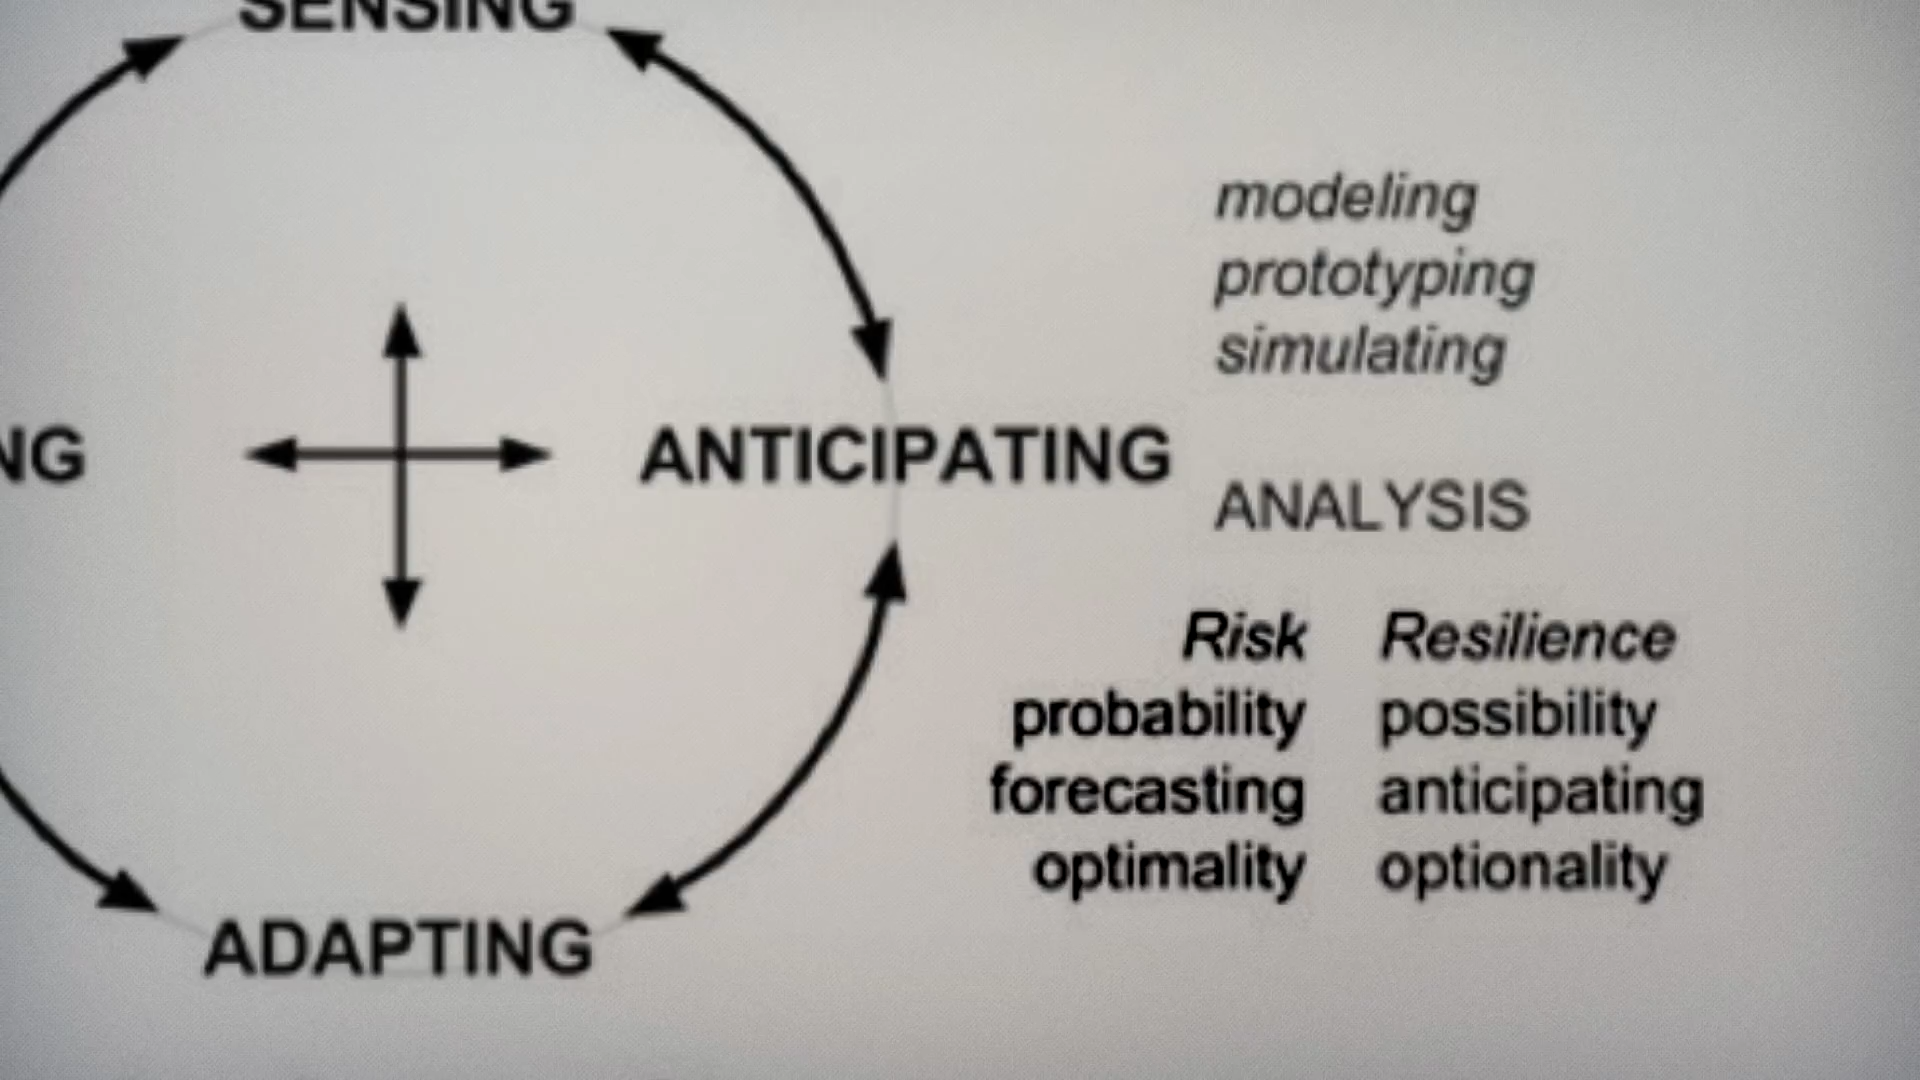 SENSING
modeling
prototyping
simulating
NG
ANTICIPATING
ANALYSIS
Risk Resilience
probability possibility
forecasting anticipating
optimality optionality
ADAPTING